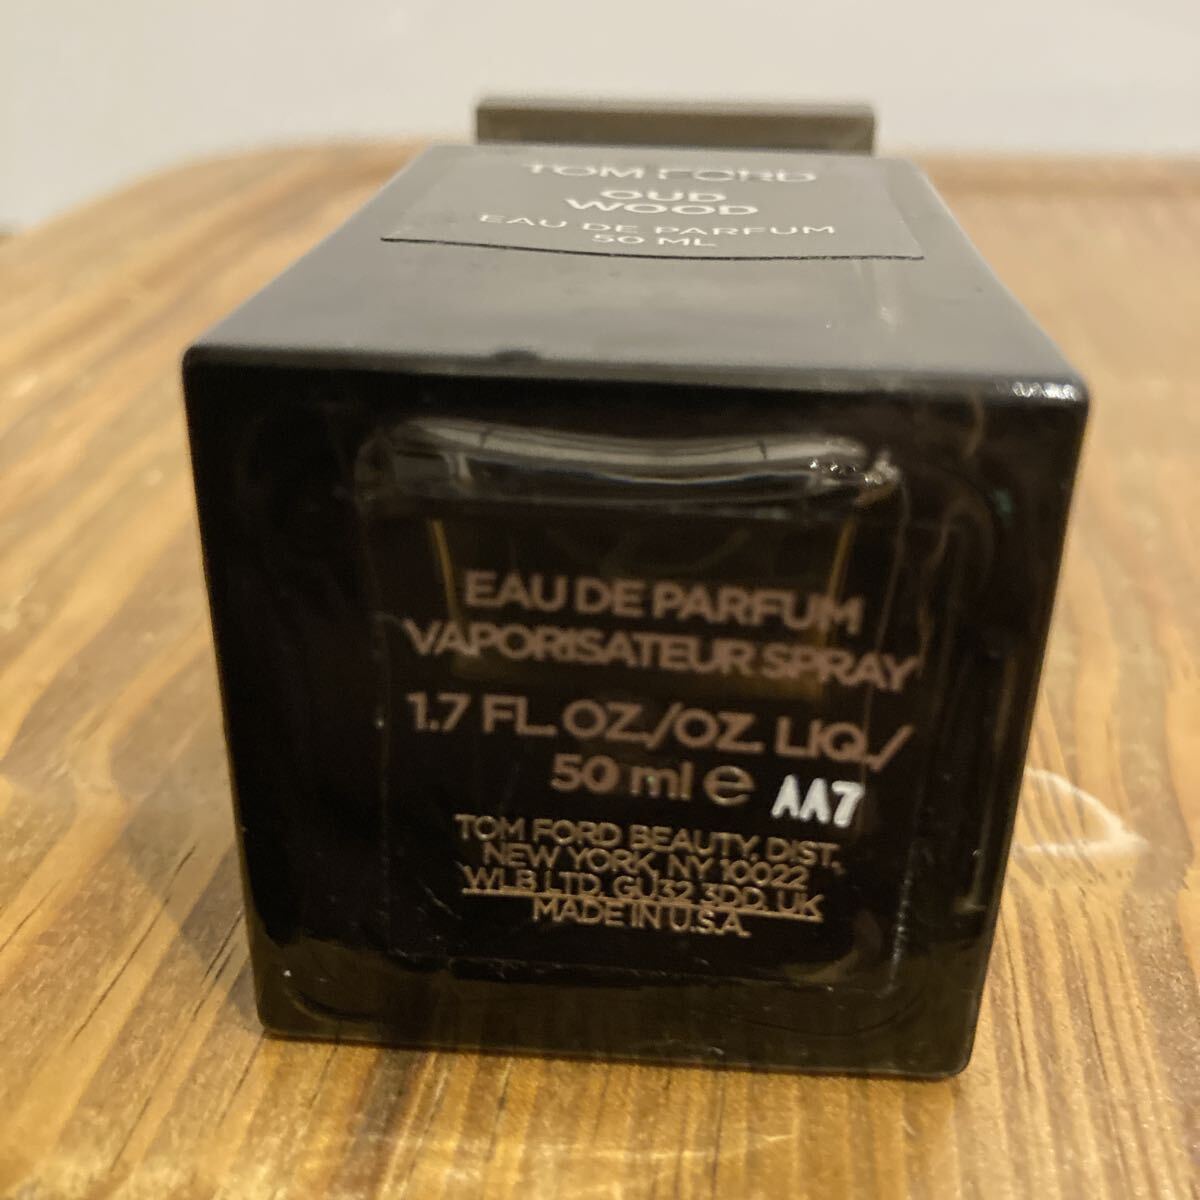 TOM FORD
OUD
WOOD
EAU DE PARFUM
50 ML
EAU DE PARFUM
VAPORISATEUR SPRAY
1.7 FL. OZ./OZ. LIQ./
50 ml e AA7
TOM FORD BEAUTY, DIST.
NEW YORK, NY 10022
WLB LTD. GU32 3DD, UK
MADE IN U.S.A.